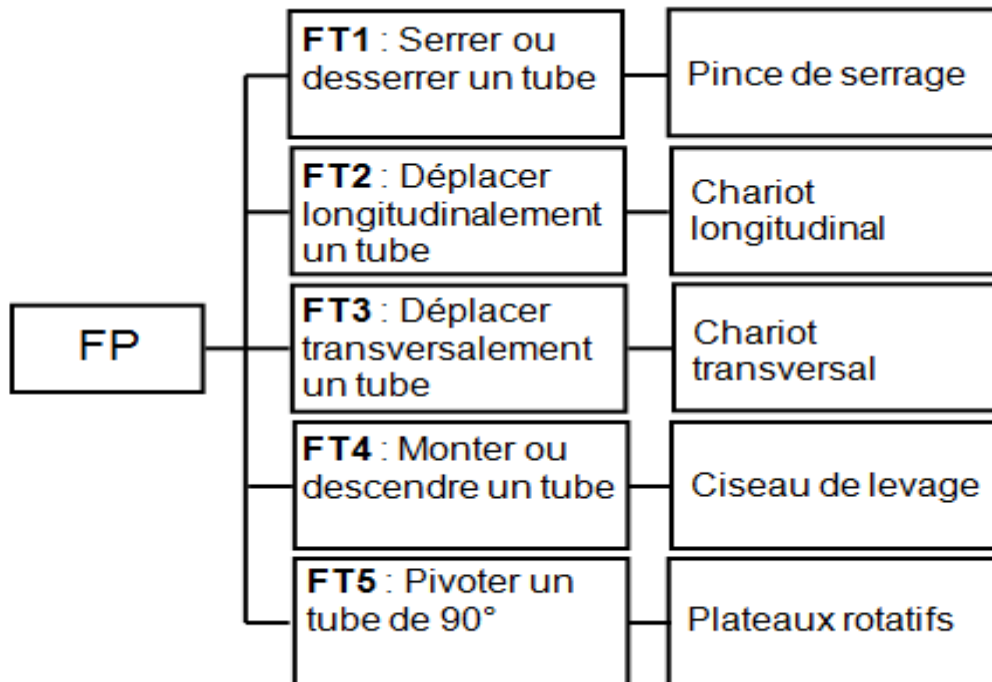 FT1 : Serrer ou
desserrer un tube
Pince de serrage
FT2 : Déplacer
longitudinalement
un tube
Chariot
longitudinal
FP
FT3 : Déplacer
transversalement
un tube
Chariot
transversal
FT4 : Monter ou
descendre un tube
Ciseau de levage
FT5 : Pivoter un
tube de 90°
Plateaux rotatifs